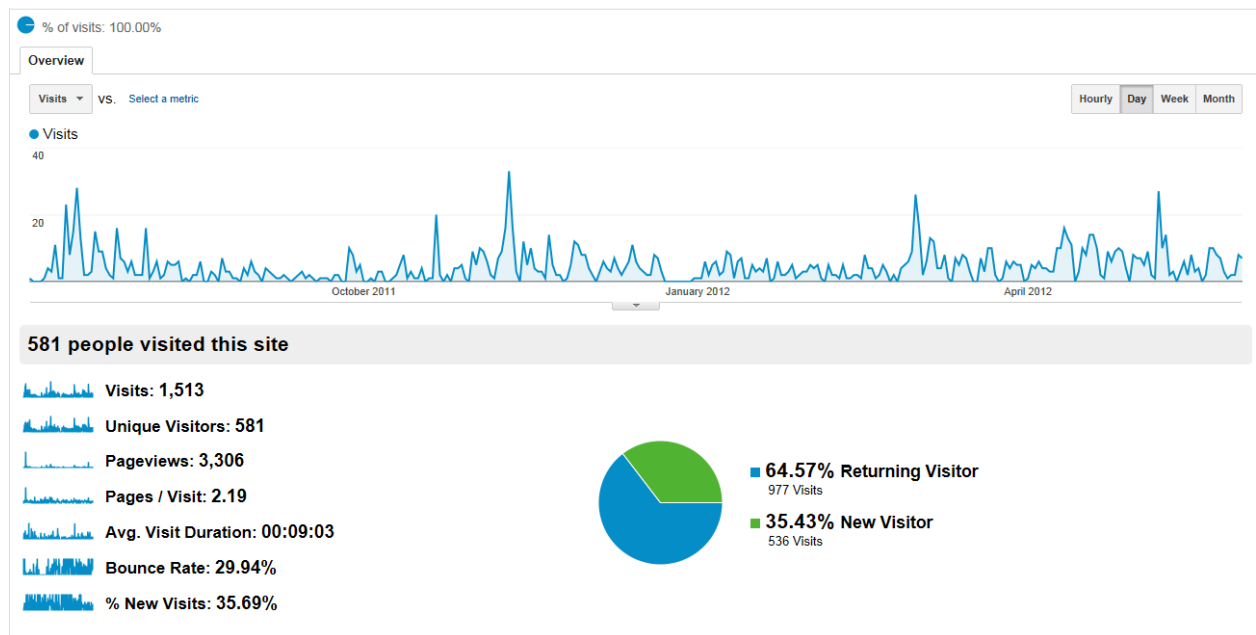 % of visits: 100.00%
Overview
Visits VS. Select a metric Hourly Day Week Month
Visits
40
20
October 2011 January 2012 April 2012
581 people visited this site
Visits: 1,513
Unique Visitors: 581
Pageviews: 3,306
Pages / Visit: 2.19
Avg. Visit Duration: 00:09:03
Bounce Rate: 29.94%
% New Visits: 35.69%
64.57% Returning Visitor
977 Visits
35.43% New Visitor
536 Visits